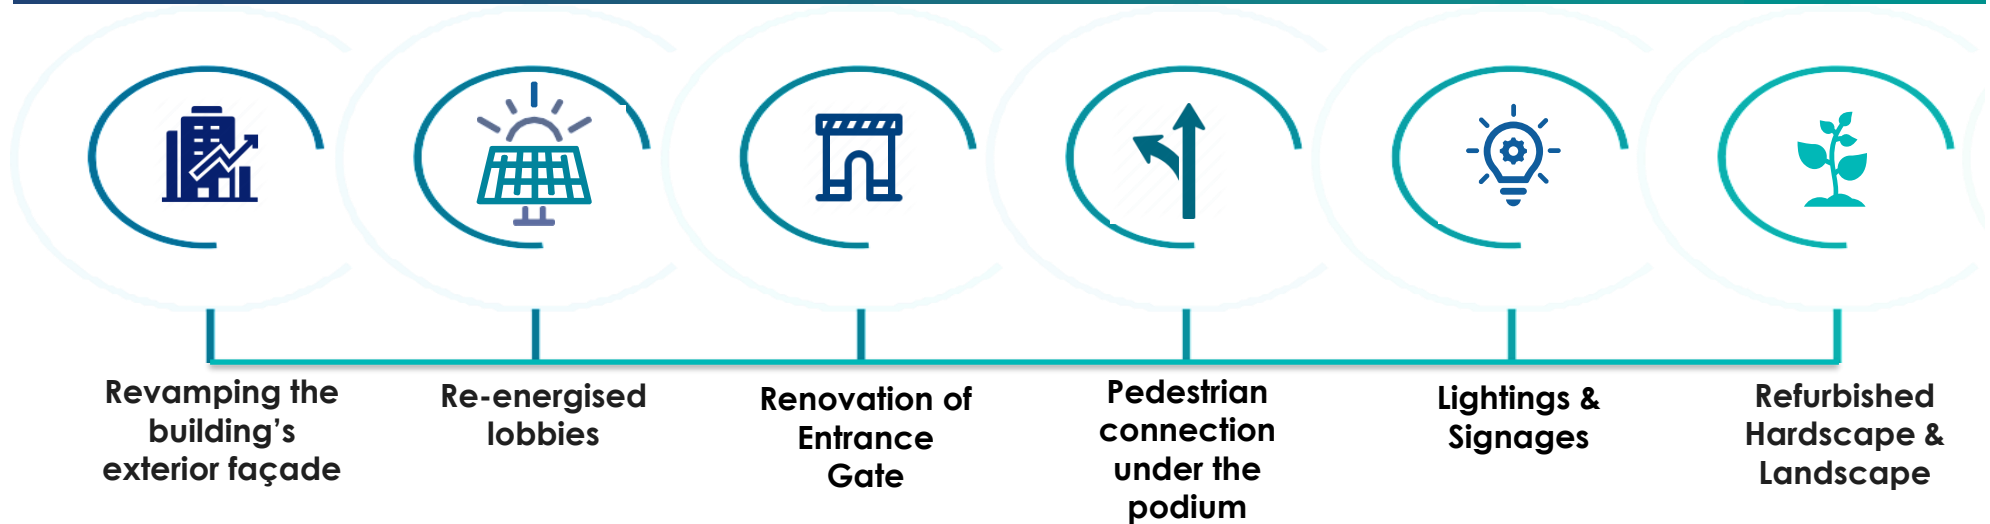 Revamping the
building’s
exterior façade
Re-energised
lobbies
Renovation of
Entrance
Gate
Pedestrian
connection
under the
podium
Lightings &
Signages
Refurbished
Hardscape &
Landscape